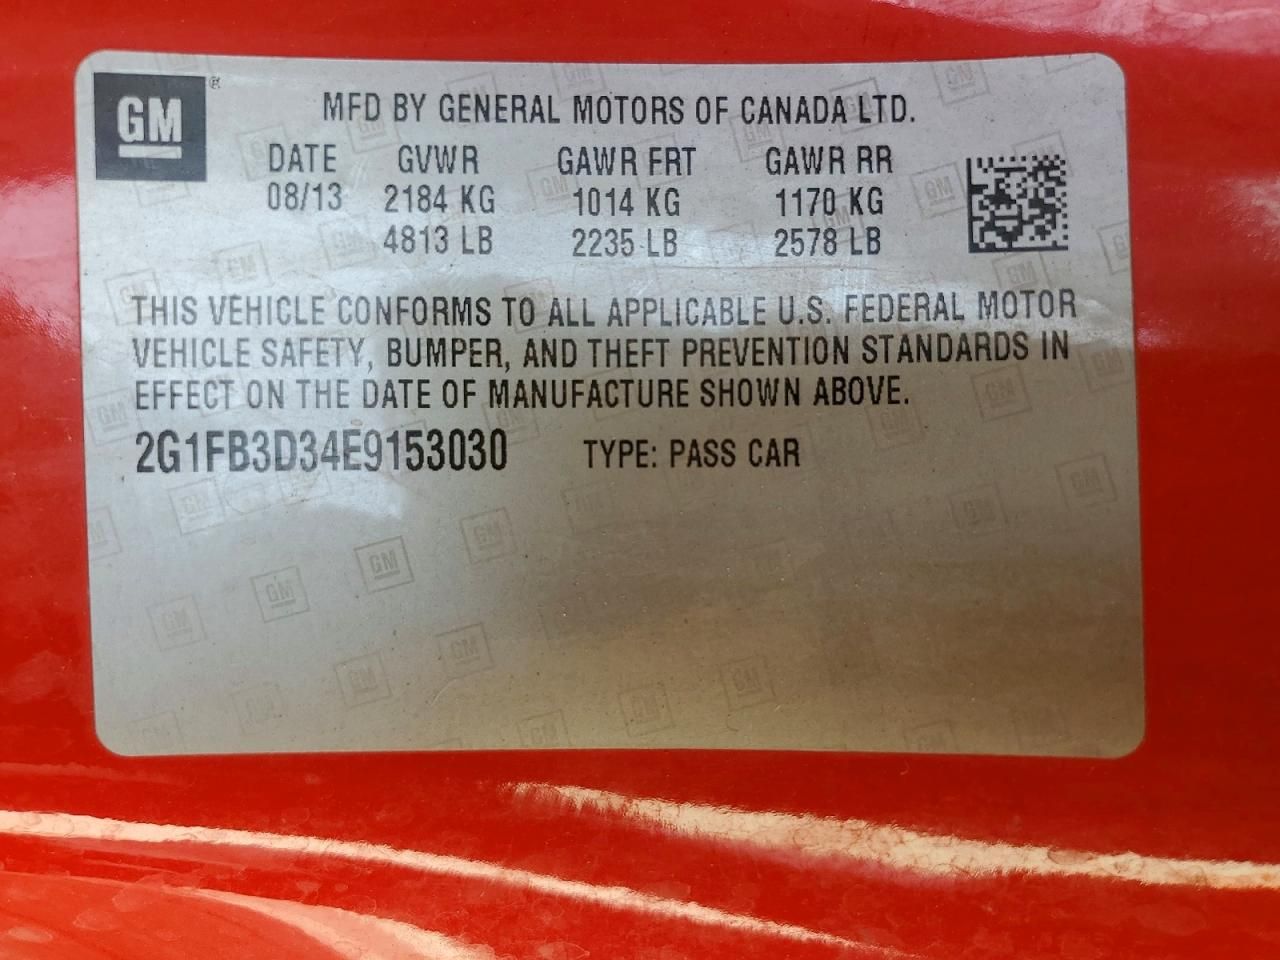 GM®
MFD BY GENERAL MOTORS OF CANADA LTD.
DATE GVWR GAWR FRT GAWR RR
08/13 2184 KG 1014 KG 1170 KG
4813 LB 2235 LB 2578 LB
THIS VEHICLE CONFORMS TO ALL APPLICABLE U.S. FEDERAL MOTOR
VEHICLE SAFETY, BUMPER, AND THEFT PREVENTION STANDARDS IN
EFFECT ON THE DATE OF MANUFACTURE SHOWN ABOVE.
2G1FB3D34E9153030 TYPE: PASS CAR